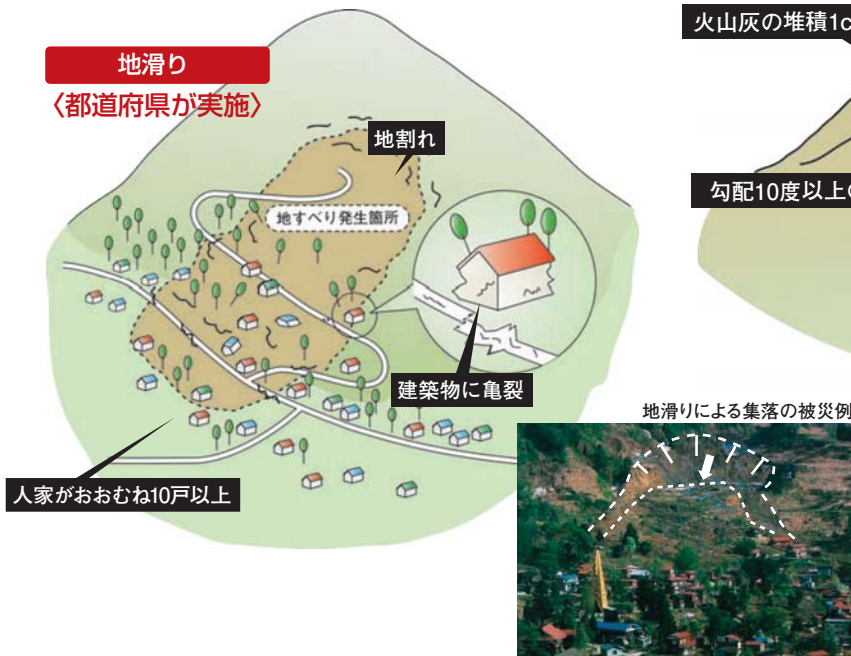 地滑り
〈都道府県が実施〉
地割れ
地すべり発生箇所
建築物に亀裂
人家がおおむね10戸以上
火山灰の堆積1c
勾配10度以上の
地滑りによる集落の被災例